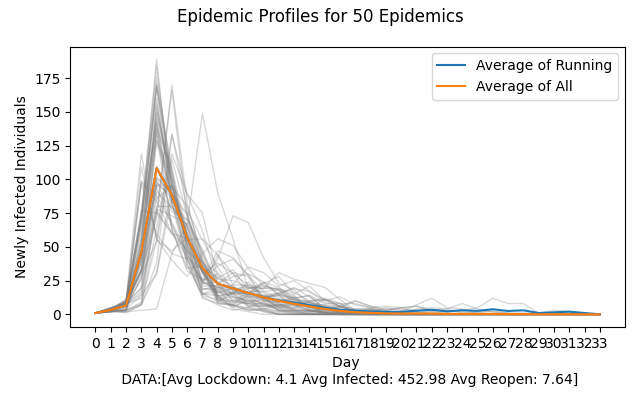 Epidemic Profiles for 50 Epidemics
Newly Infected Individuals
175
150
125
100
75
50
25
0
Average of Running
Average of All
0 1 2 3 4 5 6 7 8 9 10 11 12 13 14 15 16 17 18 19 20 21 22 23 24 25 26 27 28 29 30 31 32 33
Day
DATA:[Avg Lockdown: 4.1 Avg Infected: 452.98 Avg Reopen: 7.64]